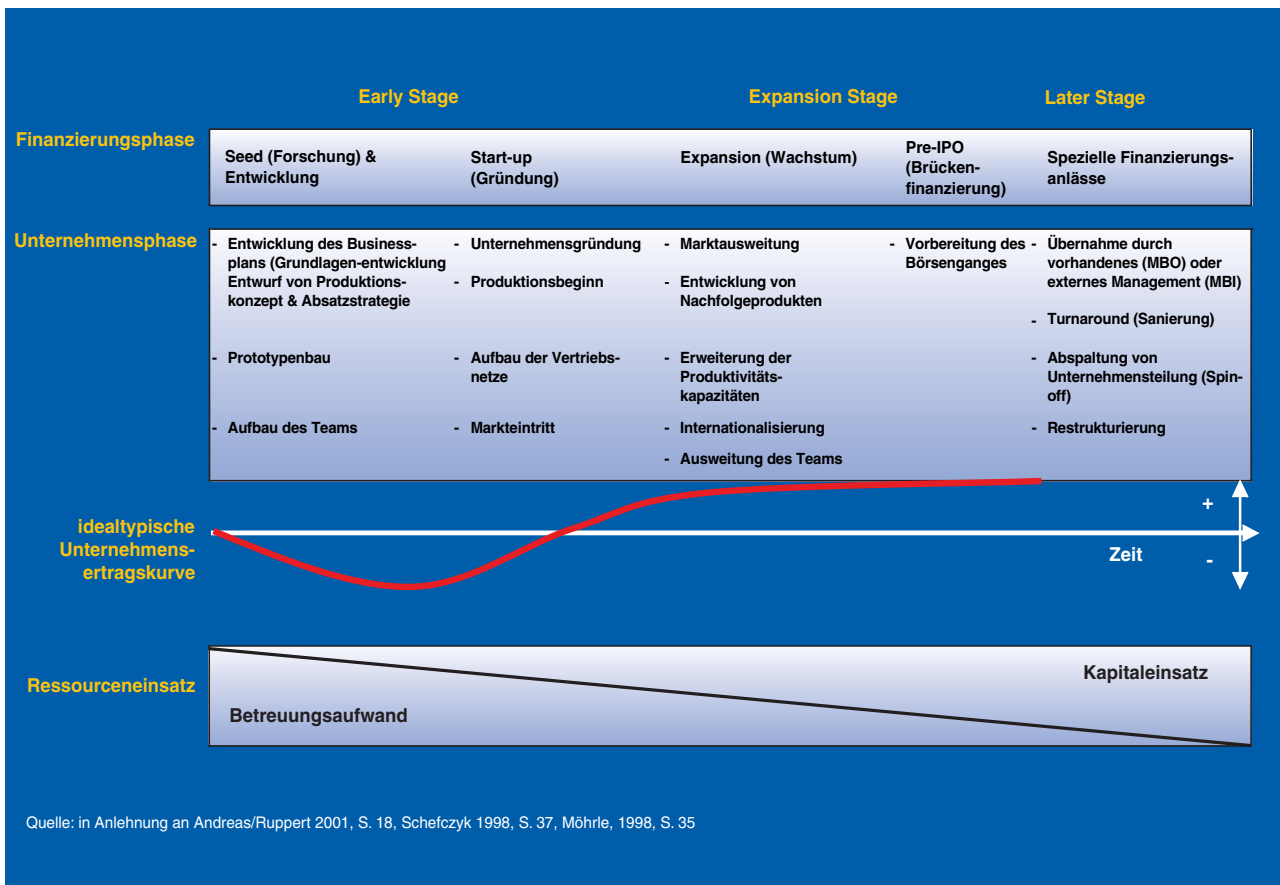 Early Stage
Expansion Stage
Later Stage
Finanzierungsphase
Seed (Forschung) &
Entwicklung
Start-up
(Gründung)
Expansion (Wachstum)
Pre-IPO
(Brücken-
finanzierung)
Spezielle Finanzierungs-
anlässe
Unternehmensphase
- Entwicklung des Business-
plans (Grundlagen-entwicklung
Entwurf von Produktions-
konzept & Absatzstrategie
- Prototypenbau
- Aufbau des Teams
- Unternehmensgründung
- Produktionsbeginn
- Aufbau der Vertriebs-
netze
- Markteintritt
- Marktausweitung
- Entwicklung von
Nachfolgeprodukten
- Erweiterung der
Produktivitäts-
kapazitäten
- Internationalisierung
- Ausweitung des Teams
- Vorbereitung des
Börsenganges
- Übernahme durch
vorhandenes (MBO) oder
externes Management (MBI)
- Turnaround (Sanierung)
- Abspaltung von
Unternehmensteilung (Spin-
off)
- Restrukturierung
idealtypische
Unternehmens-
ertragskurve
+
Zeit
-
Ressourceneinsatz
Betreuungsaufwand
Kapitaleinsatz
Quelle: in Anlehnung an Andreas/Ruppert 2001, S. 18, Schefczyk 1998, S. 37, Möhrle, 1998, S. 35